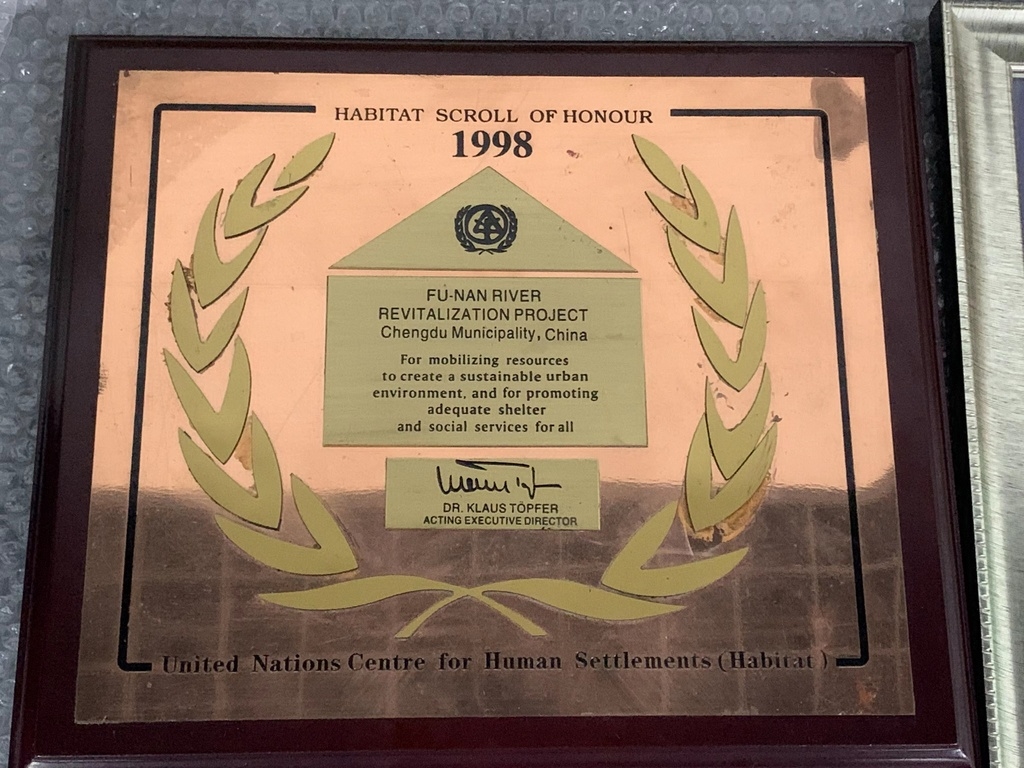 HABITAT SCROLL OF HONOUR
1998
FU-NAN RIVER
REVITALIZATION PROJECT
Chengdu Municipality, China
For mobilizing resources
to create a sustainable urban
environment, and for promoting
adequate shelter
and social services for all
DR. KLAUS TÖPFER
ACTING EXECUTIVE DIRECTOR
United Nations Centre for Human Settlements (Habitat)